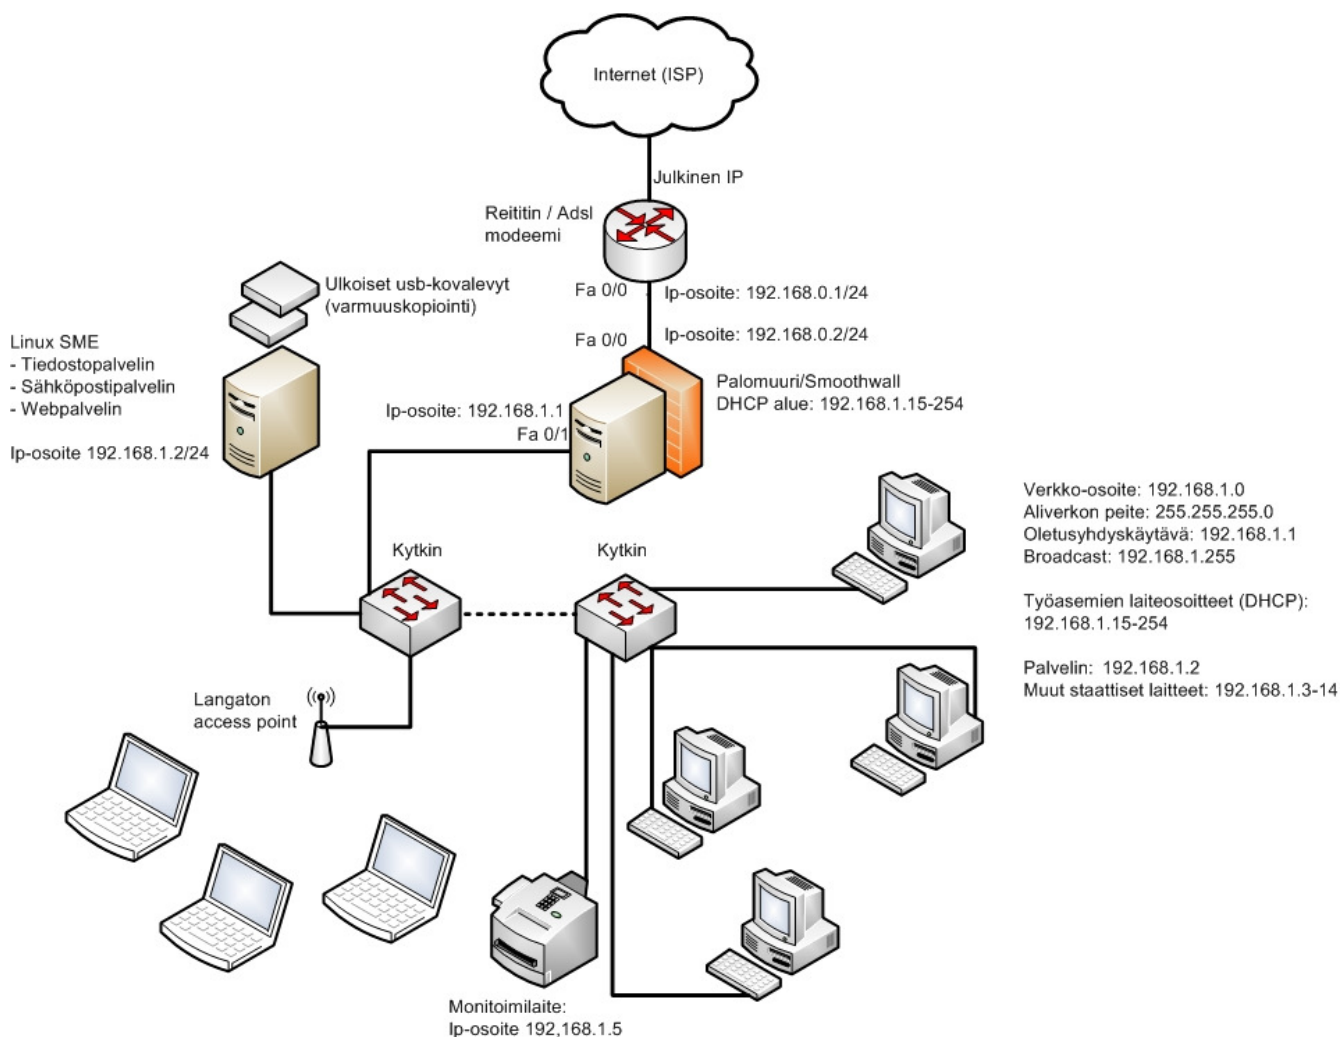 Internet (ISP)
Julkinen IP
Reititin / Adsl
modeemi
Fa 0/0
Ip-osoite: 192.168.0.1/24
Ulkoiset usb-kovalevyt
(varmuuskopiointi)
Fa 0/0
Ip-osoite: 192.168.0.2/24
Linux SME
- Tiedostopalvelin
- Sähköpostipalvelin
- Webpalvelin
Ip-osoite 192.168.1.2/24
Palomuuri/Smoothwall
DHCP alue: 192.168.1.15-254
Ip-osoite: 192.168.1.1
Fa 0/1
Verkko-osoite: 192.168.1.0
Aliverkon peite: 255.255.255.0
Oletusyhdyskäytävä: 192.168.1.1
Broadcast: 192.168.1.255
Työasemien laiteosoitteet (DHCP):
192.168.1.15-254
Palvelin: 192.168.1.2
Muut staattiset laitteet: 192.168.1.3-14
Kytkin
Kytkin
Langaton
access point
Monitoimilaite:
Ip-osoite 192,168.1.5